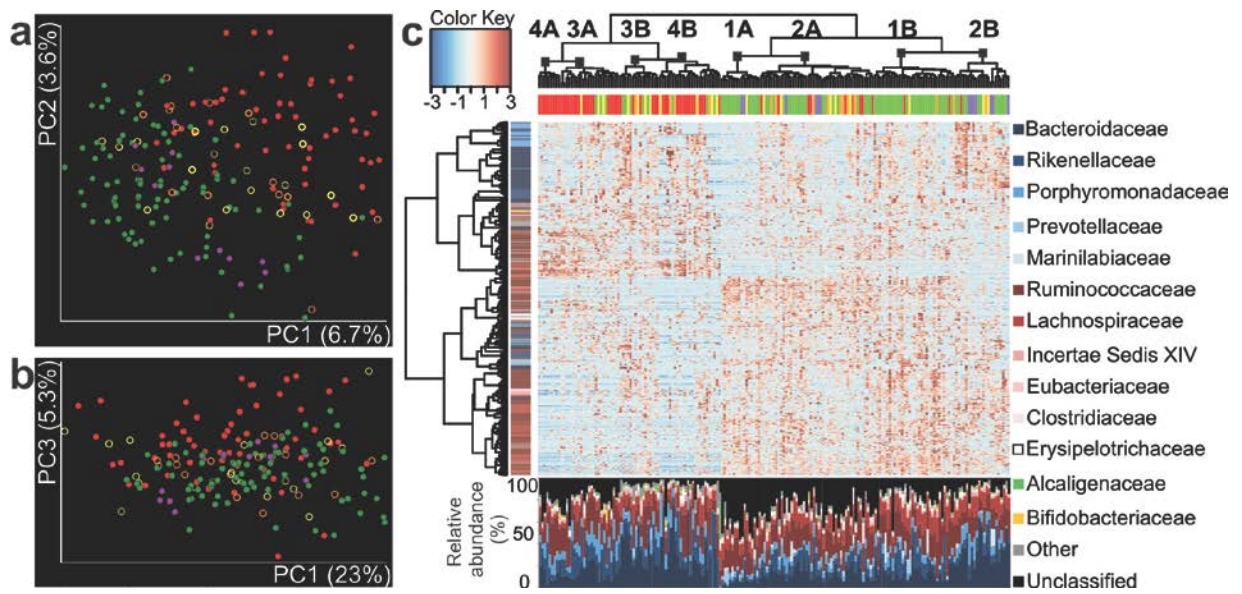 a
PC2 (3.6%)
PC1 (6.7%)
b
PC3 (5.3%)
PC1 (23%)
Color Key
-3 -1 1 3
c
4A 3A 3B 4B 1A 2A 1B 2B
Bacteroidaceae
Rikenellaceae
Porphyromonadaceae
Prevotellaceae
Marinilabiaceae
Ruminococcaceae
Lachnospiraceae
Incertae Sedis XIV
Eubacteriaceae
Clostridiaceae
Erysipelotrichaceae
Alcaligenaceae
Bifidobacteriaceae
Other
Unclassified
Relative
abundance
(%)
100
50
0